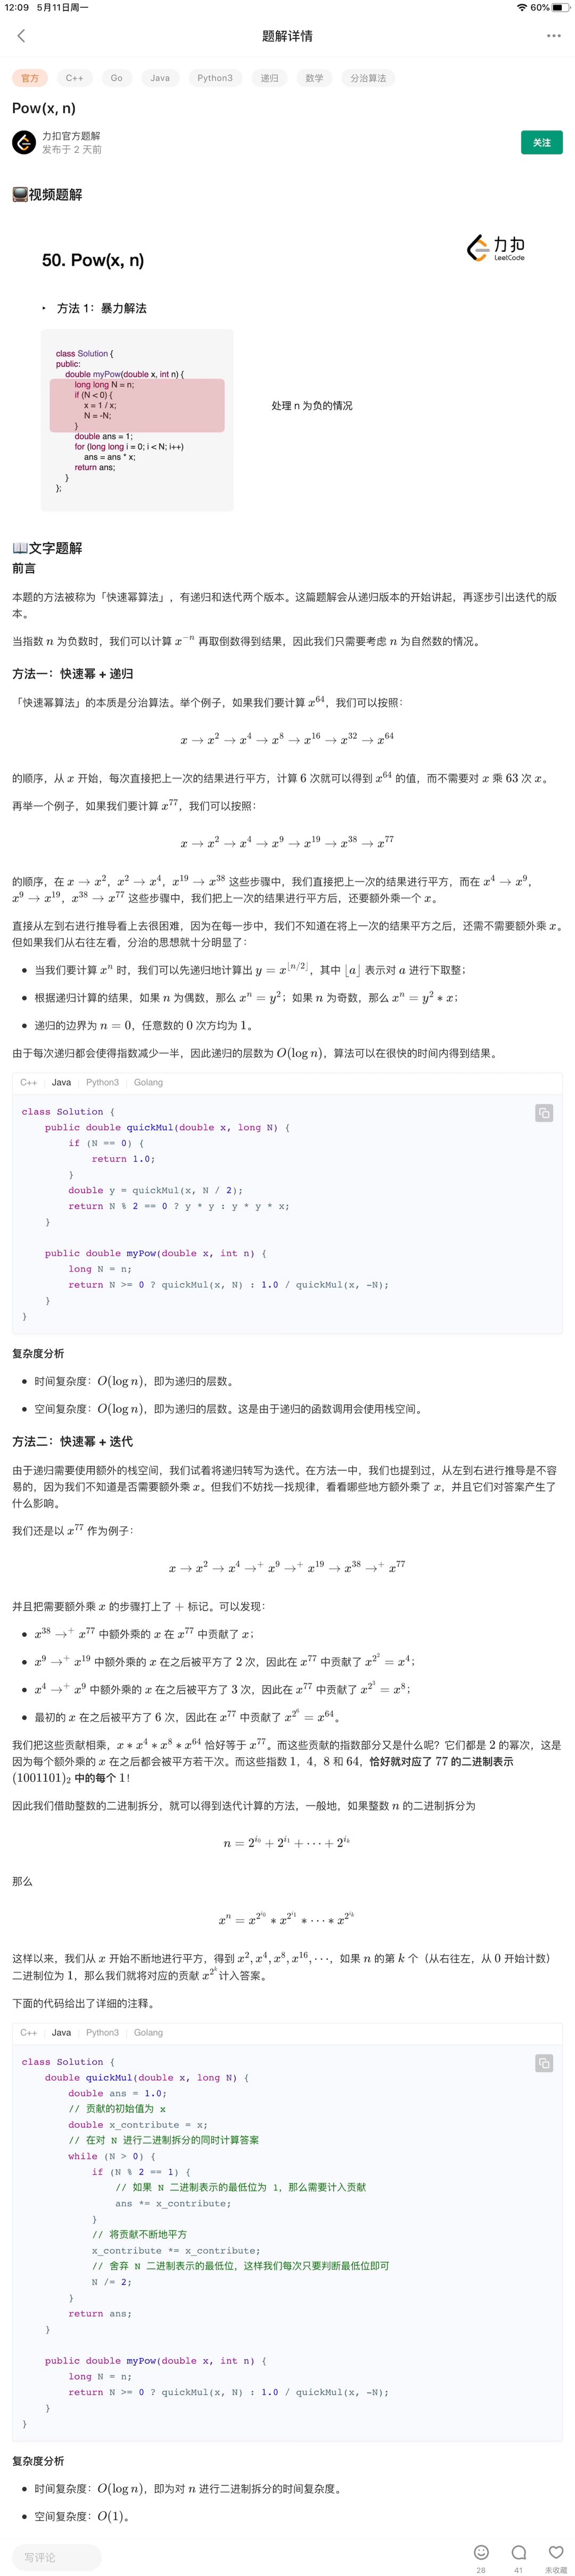 12:09 5月11日周一 60%
题解详情
官方 C++ Go Java Python3 递归 数学 分治算法
Pow(x, n)
力扣官方题解
发布于 2 天前
关注
📺视频题解
力扣
LeetCode
50. Pow(x, n)
‣ 方法 1：暴力解法
class Solution {
public:
double myPow(double x, int n) {
long long N = n;
if (N < 0) {
x = 1 / x;
N = -N;
}
处理 n 为负的情况
double ans = 1;
for (long long i = 0; i < N; i++)
ans = ans * x;
return ans;
}
};
📖文字题解
前言
本题的方法被称为「快速幂算法」，有递归和迭代两个版本。这篇题解会从递归版本的开始讲起，再逐步引出迭代的版
本。
当指数 n 为负数时，我们可以计算 x^{-n} 再取倒数得到结果，因此我们只需要考虑 n 为自然数的情况。
方法一：快速幂 + 递归
「快速幂算法」的本质是分治算法。举个例子，如果我们要计算 x^{64}，我们可以按照：
x → x^2 → x^4 → x^8 → x^{16} → x^{32} → x^{64}
的顺序，从 x 开始，每次直接把上一次的结果进行平方，计算 6 次就可以得到 x^{64} 的值，而不需要对 x 乘 63 次 x。
再举一个例子，如果我们要计算 x^{77}，我们可以按照：
x → x^2 → x^4 → x^9 → x^{19} → x^{38} → x^{77}
的顺序，在 x → x^2，x^2 → x^4，x^{19} → x^{38} 这些步骤中，我们直接把上一次的结果进行平方，而在 x^4 → x^9，
x^9 → x^{19}，x^{38} → x^{77} 这些步骤中，我们把上一次的结果进行平方后，还要额外乘一个 x。
直接从左到右进行推导看上去很困难，因为在每一步中，我们不知道在将上一次的结果平方之后，还需不需要额外乘 x。
但如果我们从右往左看，分治的思想就十分明显了：
• 当我们要计算 x^n 时，我们可以先递归地计算出 y = x^{⌊n/2⌋}，其中 ⌊a⌋ 表示对 a 进行下取整；
• 根据递归计算的结果，如果 n 为偶数，那么 x^n = y^2；如果 n 为奇数，那么 x^n = y^2 ∗ x；
• 递归的边界为 n = 0，任意数的 0 次方均为 1。
由于每次递归都会使得指数减少一半，因此递归的层数为 O(log n)，算法可以在很快的时间内得到结果。
C++ Java Python3 Golang
class Solution {
public double quickMul(double x, long N) {
if (N == 0) {
return 1.0;
}
double y = quickMul(x, N / 2);
return N % 2 == 0 ? y * y : y * y * x;
}
public double myPow(double x, int n) {
long N = n;
return N >= 0 ? quickMul(x, N) : 1.0 / quickMul(x, -N);
}
}
复杂度分析
• 时间复杂度：O(log n)，即为递归的层数。
• 空间复杂度：O(log n)，即为递归的层数。这是由于递归的函数调用会使用栈空间。
方法二：快速幂 + 迭代
由于递归需要使用额外的栈空间，我们试着将递归转写为迭代。在方法一中，我们也提到过，从左到右进行推导是不容
易的，因为我们不知道是否需要额外乘 x。但我们不妨找一找规律，看看哪些地方额外乘了 x，并且它们对答案产生了
什么影响。
我们还是以 x^{77} 作为例子：
x → x^2 → x^4 →^+ x^9 →^+ x^{19} → x^{38} →^+ x^{77}
并且把需要额外乘 x 的步骤打上了 + 标记。可以发现：
• x^{38} →^+ x^{77} 中额外乘的 x 在 x^{77} 中贡献了 x；
• x^9 →^+ x^{19} 中额外乘的 x 在之后被平方了 2 次，因此在 x^{77} 中贡献了 x^{2^2} = x^4；
• x^4 →^+ x^9 中额外乘的 x 在之后被平方了 3 次，因此在 x^{77} 中贡献了 x^{2^3} = x^8；
• 最初的 x 在之后被平方了 6 次，因此在 x^{77} 中贡献了 x^{2^6} = x^{64}。
我们把这些贡献相乘，x ∗ x^4 ∗ x^8 ∗ x^{64} 恰好等于 x^{77}。而这些贡献的指数部分又是什么呢？它们都是 2 的幂次，这是
因为每个额外乘的 x 在之后都会被平方若干次。而这些指数 1，4，8 和 64，恰好就对应了 77 的二进制表示
(1001101)_2 中的每个 1！
因此我们借助整数的二进制拆分，就可以得到迭代计算的方法，一般地，如果整数 n 的二进制拆分为
n = 2^{i_0} + 2^{i_1} + ⋯ + 2^{i_k}
那么
x^n = x^{2^{i_0}} ∗ x^{2^{i_1}} ∗ ⋯ ∗ x^{2^{i_k}}
这样以来，我们从 x 开始不断地进行平方，得到 x^2, x^4, x^8, x^{16}, ⋯，如果 n 的第 k 个（从右往左，从 0 开始计数）
二进制位为 1，那么我们就将对应的贡献 x^{2^k} 计入答案。
下面的代码给出了详细的注释。
C++ Java Python3 Golang
class Solution {
double quickMul(double x, long N) {
double ans = 1.0;
// 贡献的初始值为 x
double x_contribute = x;
// 在对 N 进行二进制拆分的同时计算答案
while (N > 0) {
if (N % 2 == 1) {
// 如果 N 二进制表示的最低位为 1，那么需要计入贡献
ans *= x_contribute;
}
// 将贡献不断地平方
x_contribute *= x_contribute;
// 舍弃 N 二进制表示的最低位，这样我们每次只要判断最低位即可
N /= 2;
}
return ans;
}
public double myPow(double x, int n) {
long N = n;
return N >= 0 ? quickMul(x, N) : 1.0 / quickMul(x, -N);
}
}
复杂度分析
• 时间复杂度：O(log n)，即为对 n 进行二进制拆分的时间复杂度。
• 空间复杂度：O(1)。
写评论
28 41 未收藏